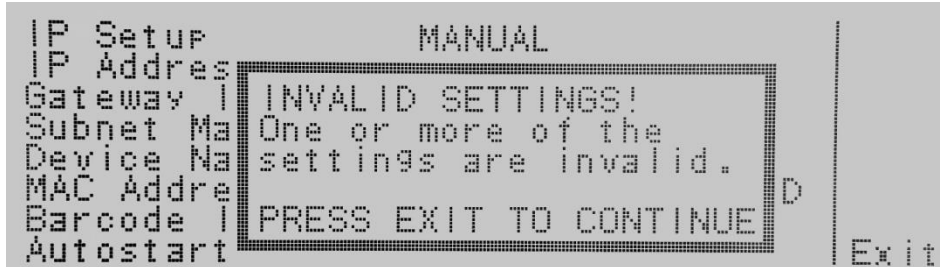 IP Setup MANUAL
IP Addres
Gateway I INVALID SETTINGS!
Subnet Ma One or more of the
Device Na settings are invalid.
MAC Addre D
Barcode I PRESS EXIT TO CONTINUE
Autostart Exit